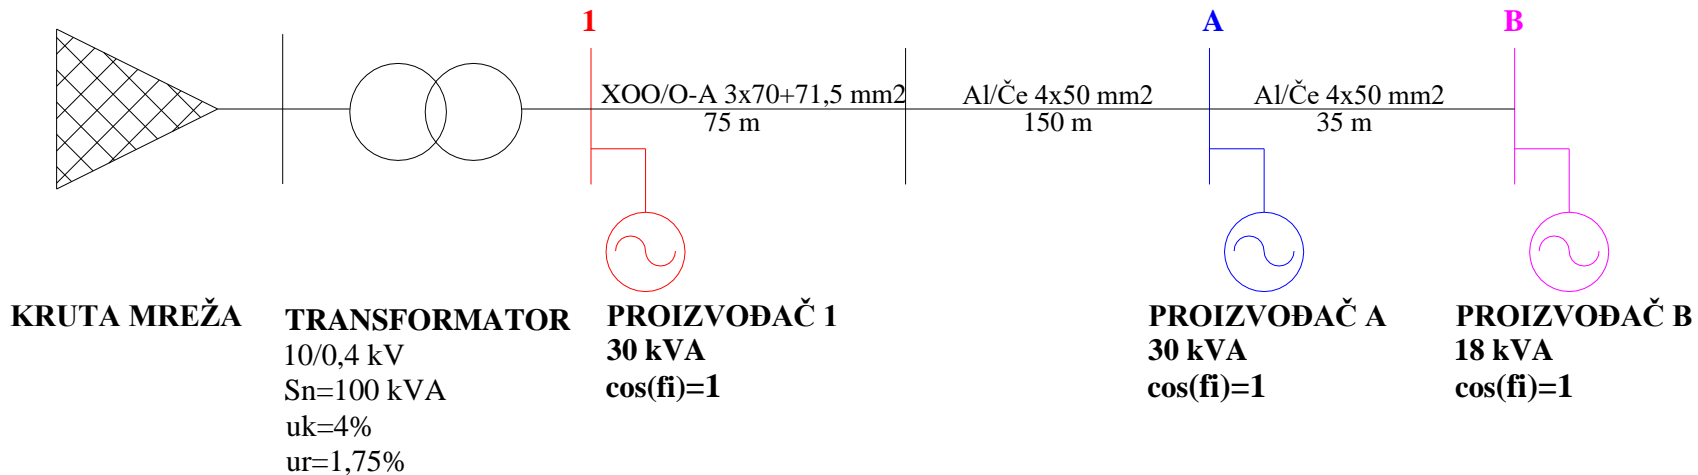 1
A
B
XOO/O-A 3x70+71,5 mm2
75 m
Al/Če 4x50 mm2
150 m
Al/Če 4x50 mm2
35 m
KRUTA MREŽA
TRANSFORMATOR
10/0,4 kV
Sn=100 kVA
uk=4%
ur=1,75%
PROIZVOĐAČ 1
30 kVA
cos(fi)=1
PROIZVOĐAČ A
30 kVA
cos(fi)=1
PROIZVOĐAČ B
18 kVA
cos(fi)=1